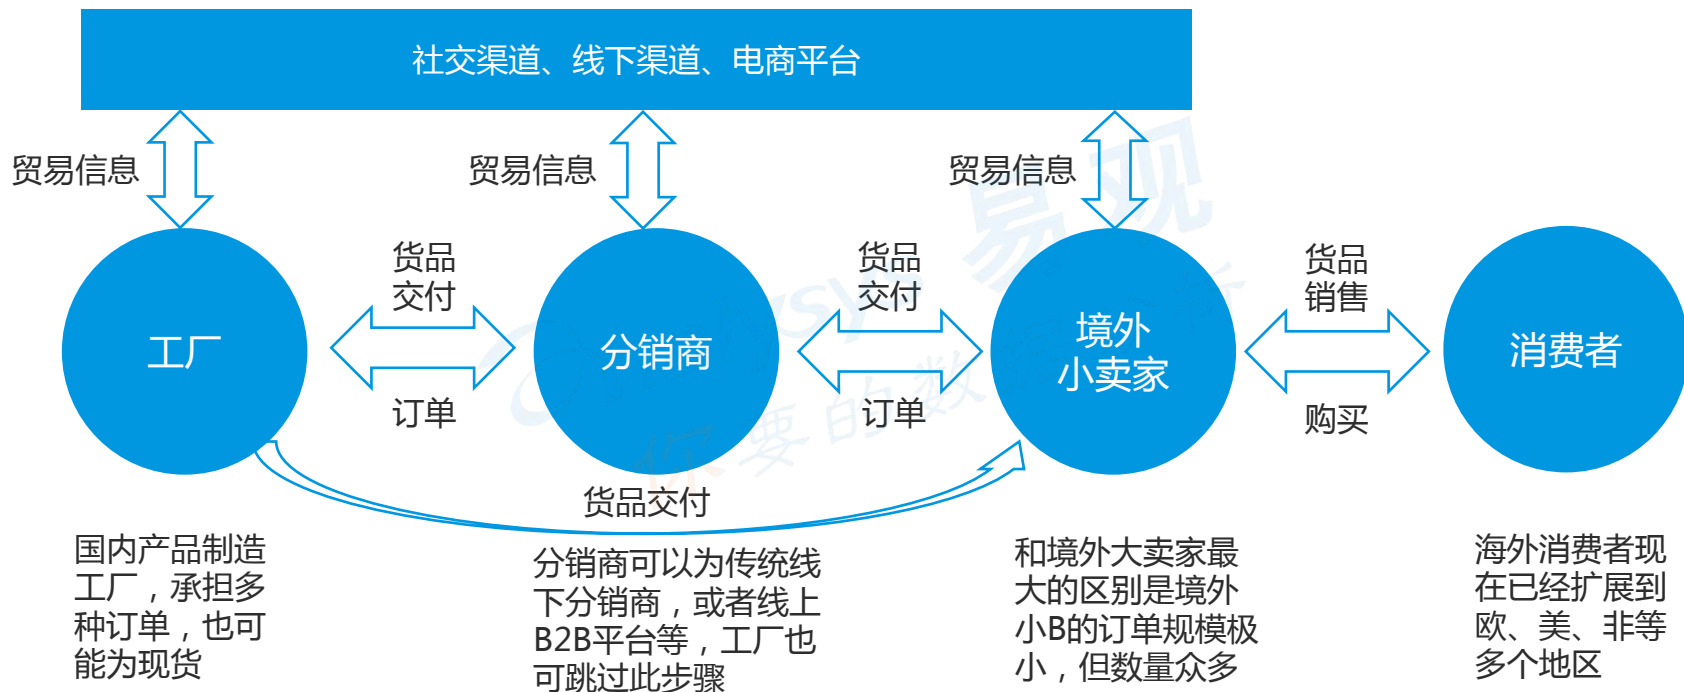 社交渠道、线下渠道、电商平台
贸易信息
贸易信息
贸易信息
货品
交付
货品
交付
货品
销售
工厂
分销商
境外
小卖家
消费者
订单
订单
购买
货品交付
国内产品制造
工厂，承担多
种订单，也可
能为现货
分销商可以为传统线
下分销商，或者线上
B2B平台等，工厂也
可跳过此步骤
和境外大卖家最
大的区别是境外
小B的订单规模极
小，但数量众多
海外消费者现
在已经扩展到
欧、美、非等
多个地区
易观
你要的数据